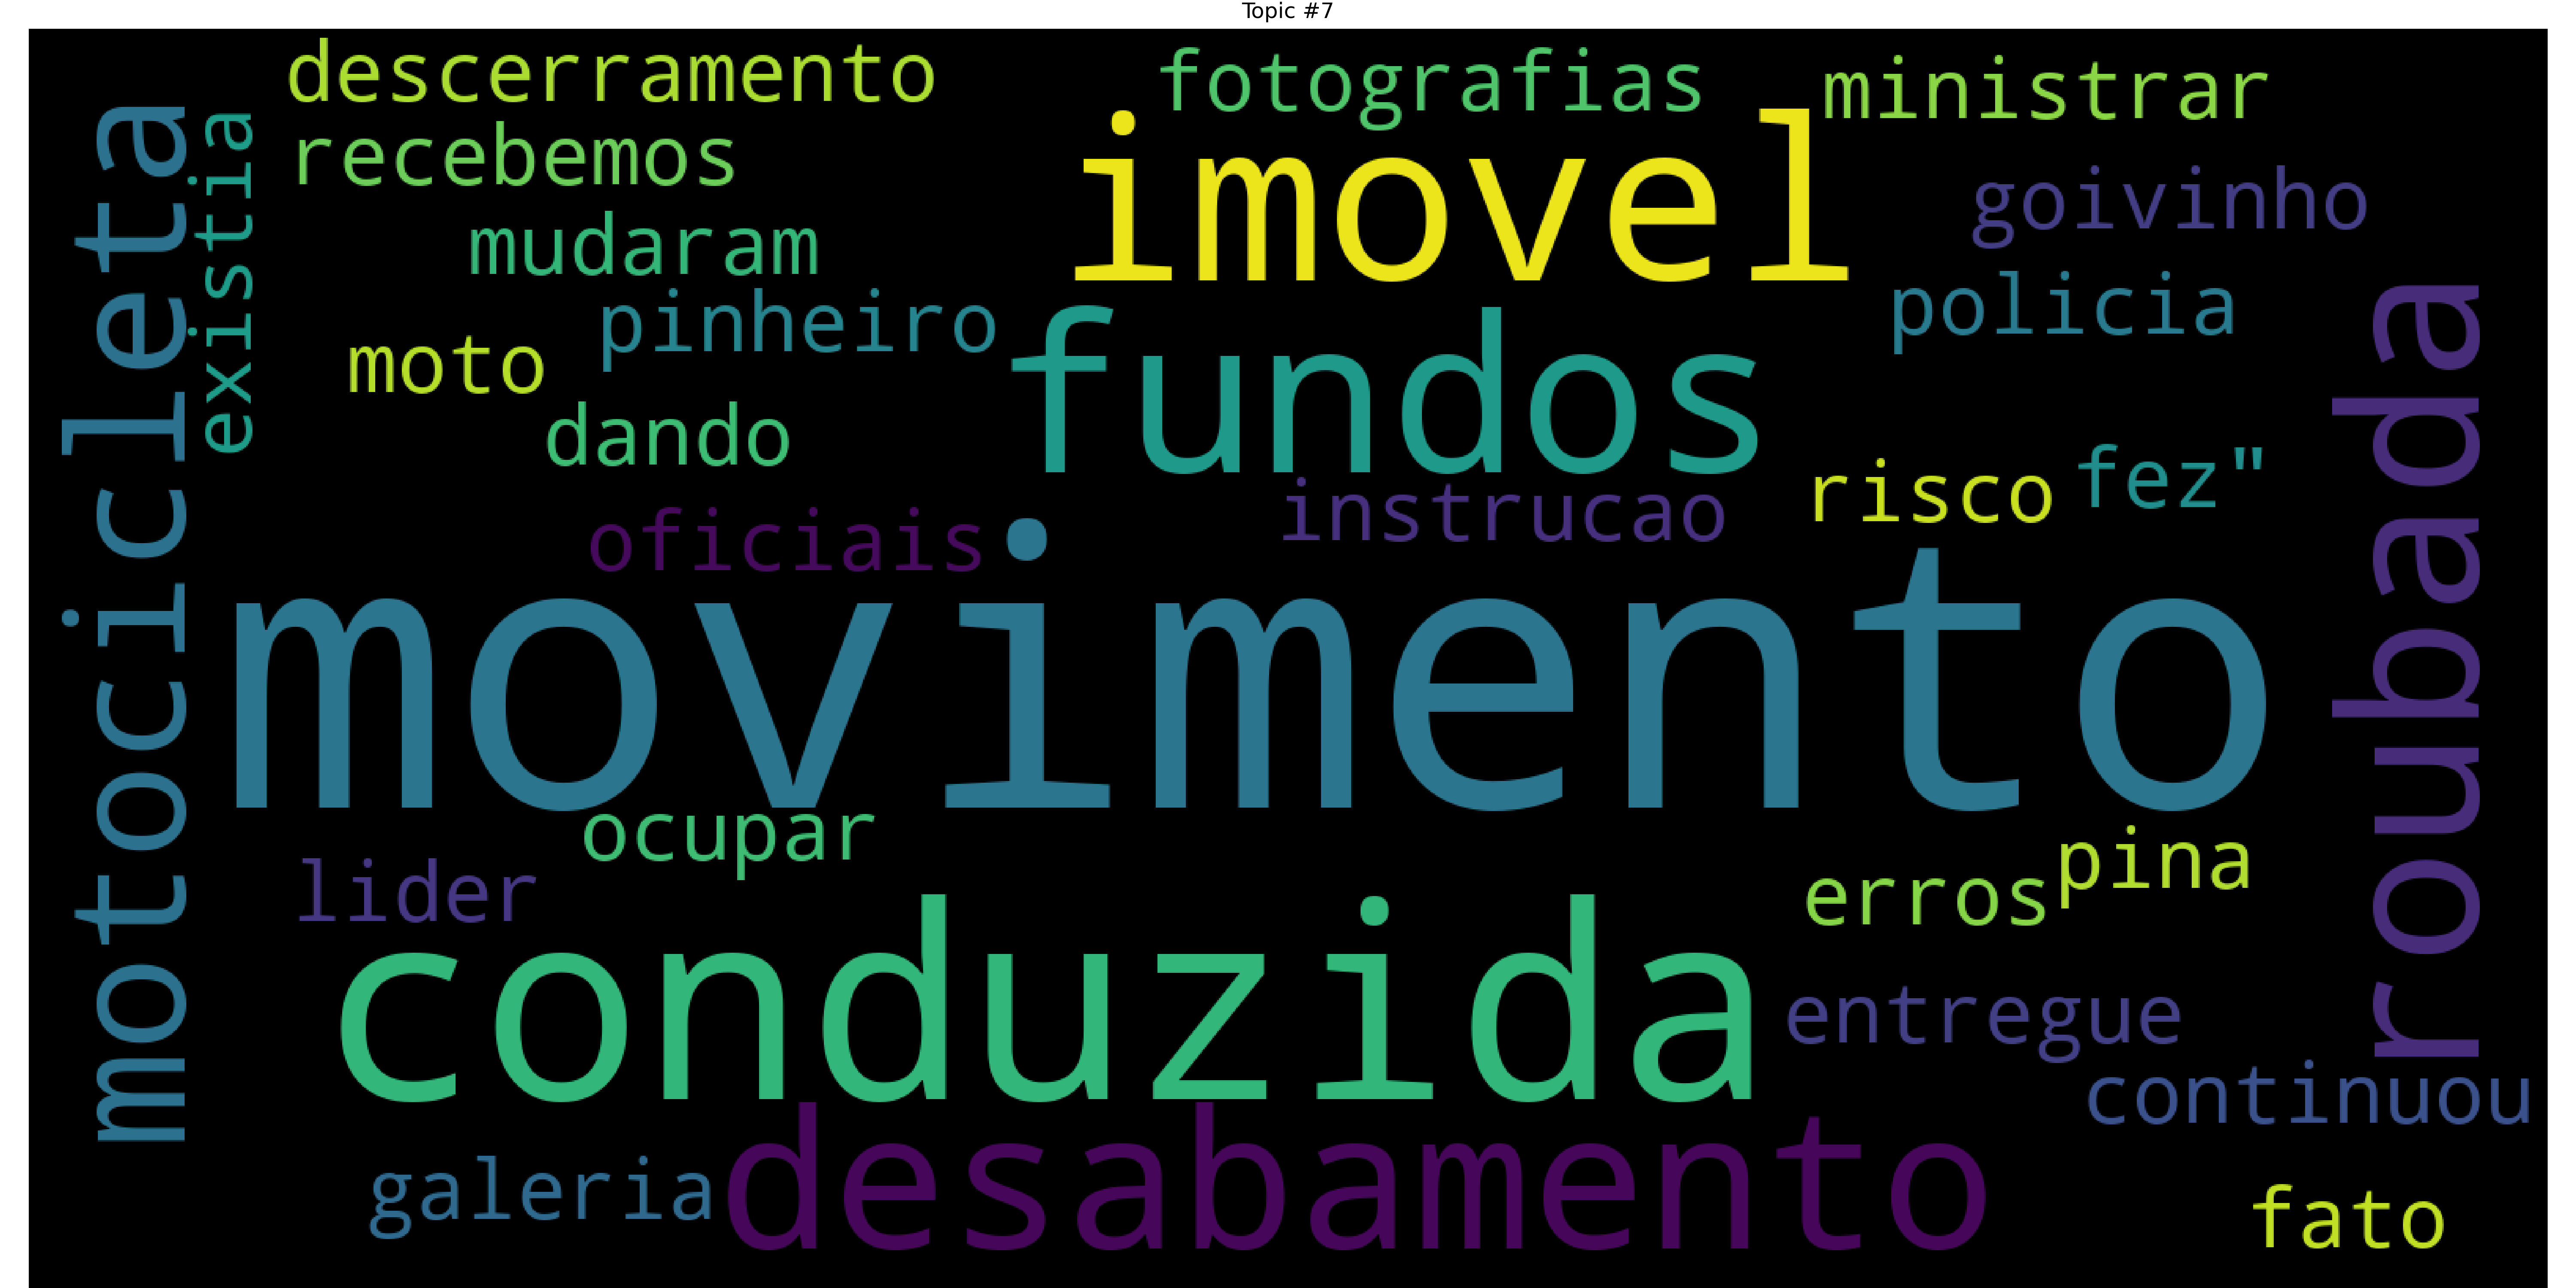 Topic #7
descerramento
fotografias
ministrar
recebemos
imovel
goivinho
existia
mudaram
policia
pinheiro
moto
fundos
dando
risco
fez"
instrucao
oficiais
motocicleta
movimento
roubada
ocupar
pina
lider
erros
conduzida
entregue
continuou
galeria
desabamento
fato